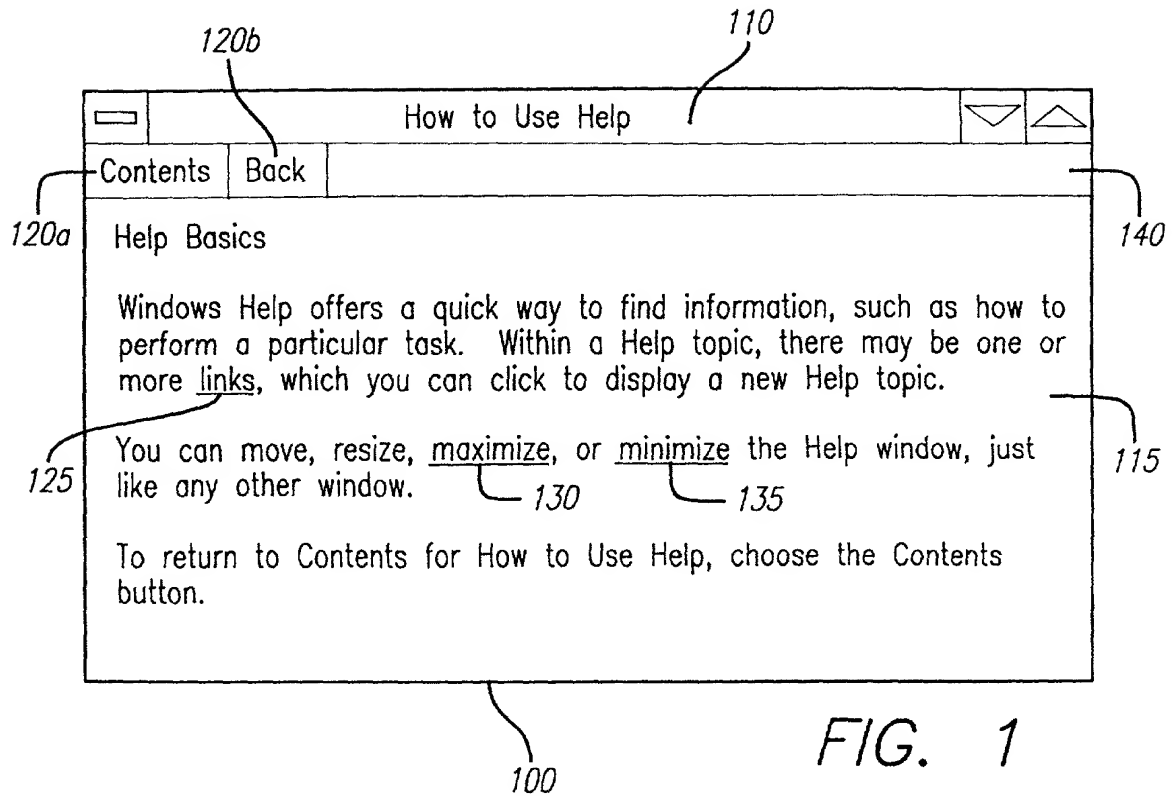 120b
110
How to Use Help
Contents Back
120a
140
Help Basics
Windows Help offers a quick way to find information, such as how to
perform a particular task. Within a Help topic, there may be one or
more links, which you can click to display a new Help topic.
125
115
You can move, resize, maximize, or minimize the Help window, just
like any other window.
130
135
To return to Contents for How to Use Help, choose the Contents
button.
100
FIG. 1